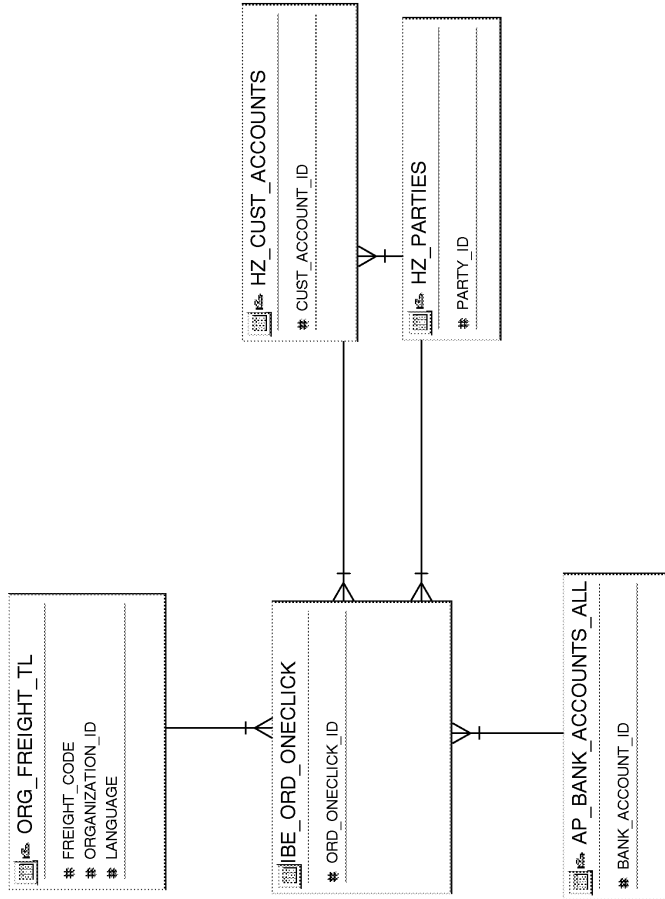 ORG_FREIGHT_TL
# FREIGHT_CODE
# ORGANIZATION_ID
# LANGUAGE
IBE_ORD_ONECLICK
# ORD_ONECLICK_ID
AP_BANK_ACCOUNTS_ALL
# BANK_ACCOUNT_ID
HZ_CUST_ACCOUNTS
# CUST_ACCOUNT_ID
HZ_PARTIES
# PARTY_ID